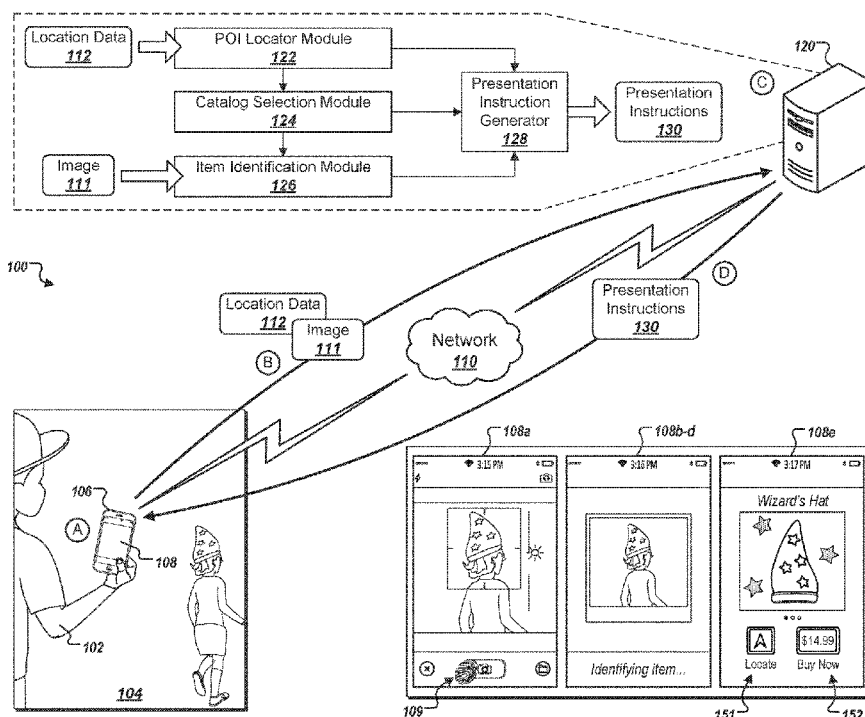 Location Data
112
POI Locator Module
122
Catalog Selection Module
124
Image
111
Item Identification Module
126
Presentation
Instruction
Generator
128
Presentation
Instructions
130
120
C
100
Location Data
112
Image
111
B
Network
110
Presentation
Instructions
130
D
106
A
108
102
104
108a
3:15 PM
109
108b-d
3:16 PM
Identifying item...
108e
3:17 PM
Wizard's Hat
$14.99
Locate
Buy Now
151
152